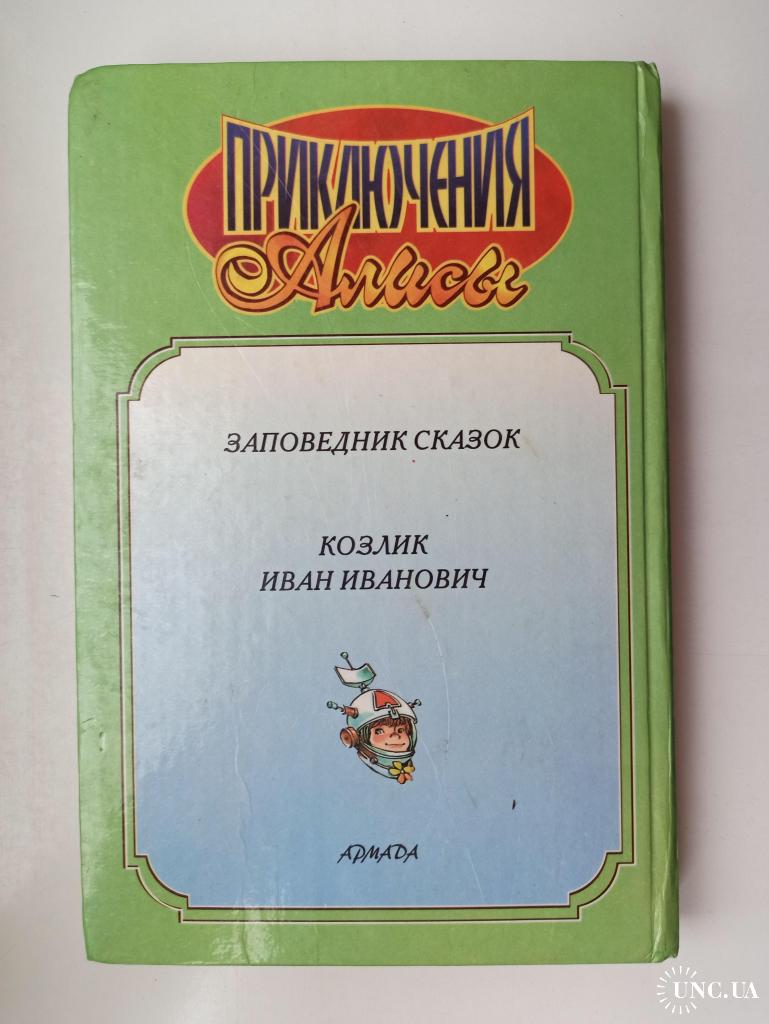 ПРИКЛЮЧЕНИЯ
Алисы
ЗАПОВЕДНИК СКАЗОК
КОЗЛИК
ИВАН ИВАНОВИЧ
АРМАДА
UNC.UA